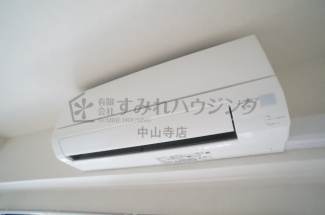 有限会社 すみれハウジング
中山寺店